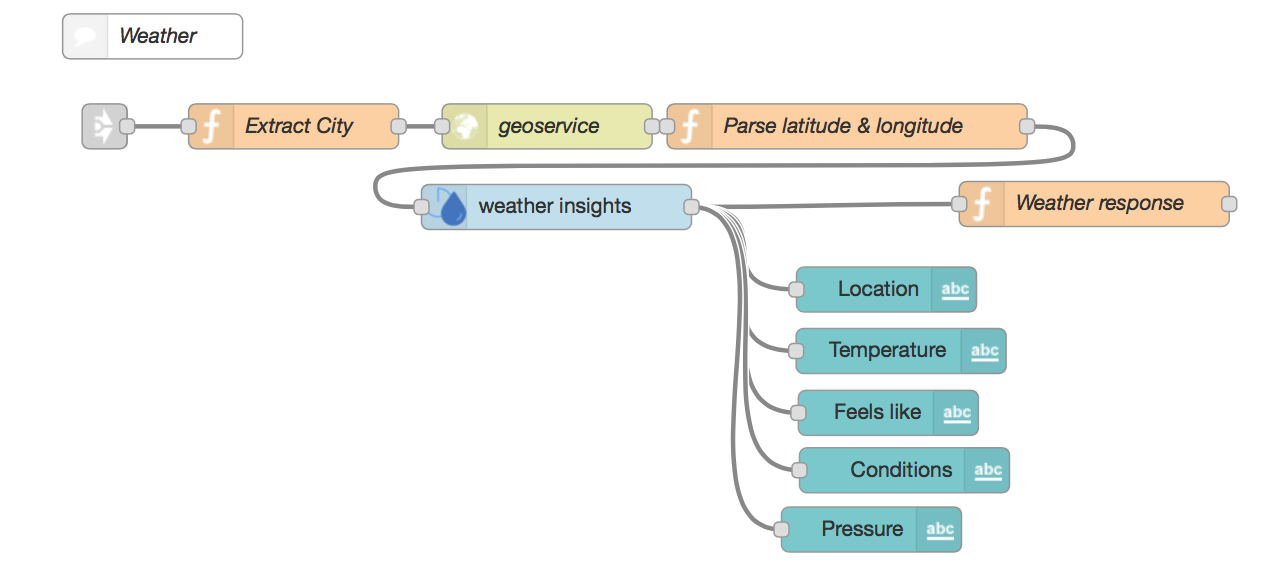 Weather
Extract City
geoservice
Parse latitude & longitude
weather insights
Weather response
Location abc
Temperature abc
Feels like abc
Conditions abc
Pressure abc